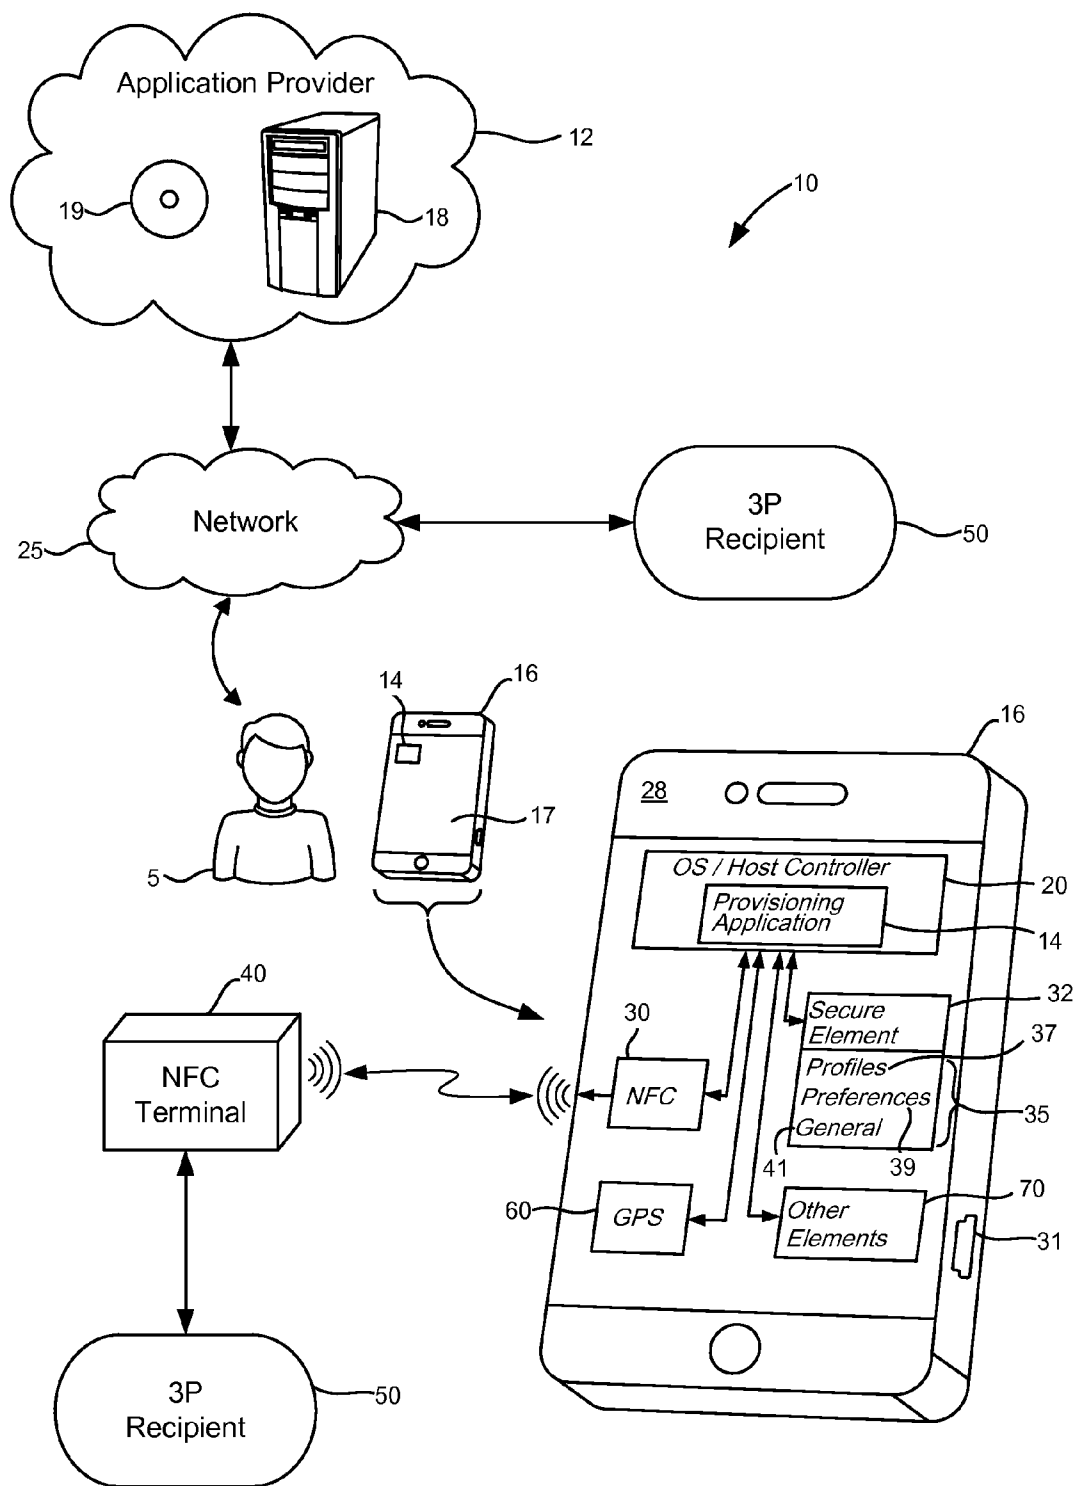 Application Provider
12
19
18
10
Network
25
3P
Recipient
50
14
16
17
5
16
28
OS / Host Controller
20
Provisioning
Application
14
40
NFC
Terminal
30
NFC
Secure
Element
32
Profiles
37
Preferences
35
General
41
39
60
GPS
Other
Elements
70
31
3P
Recipient
50